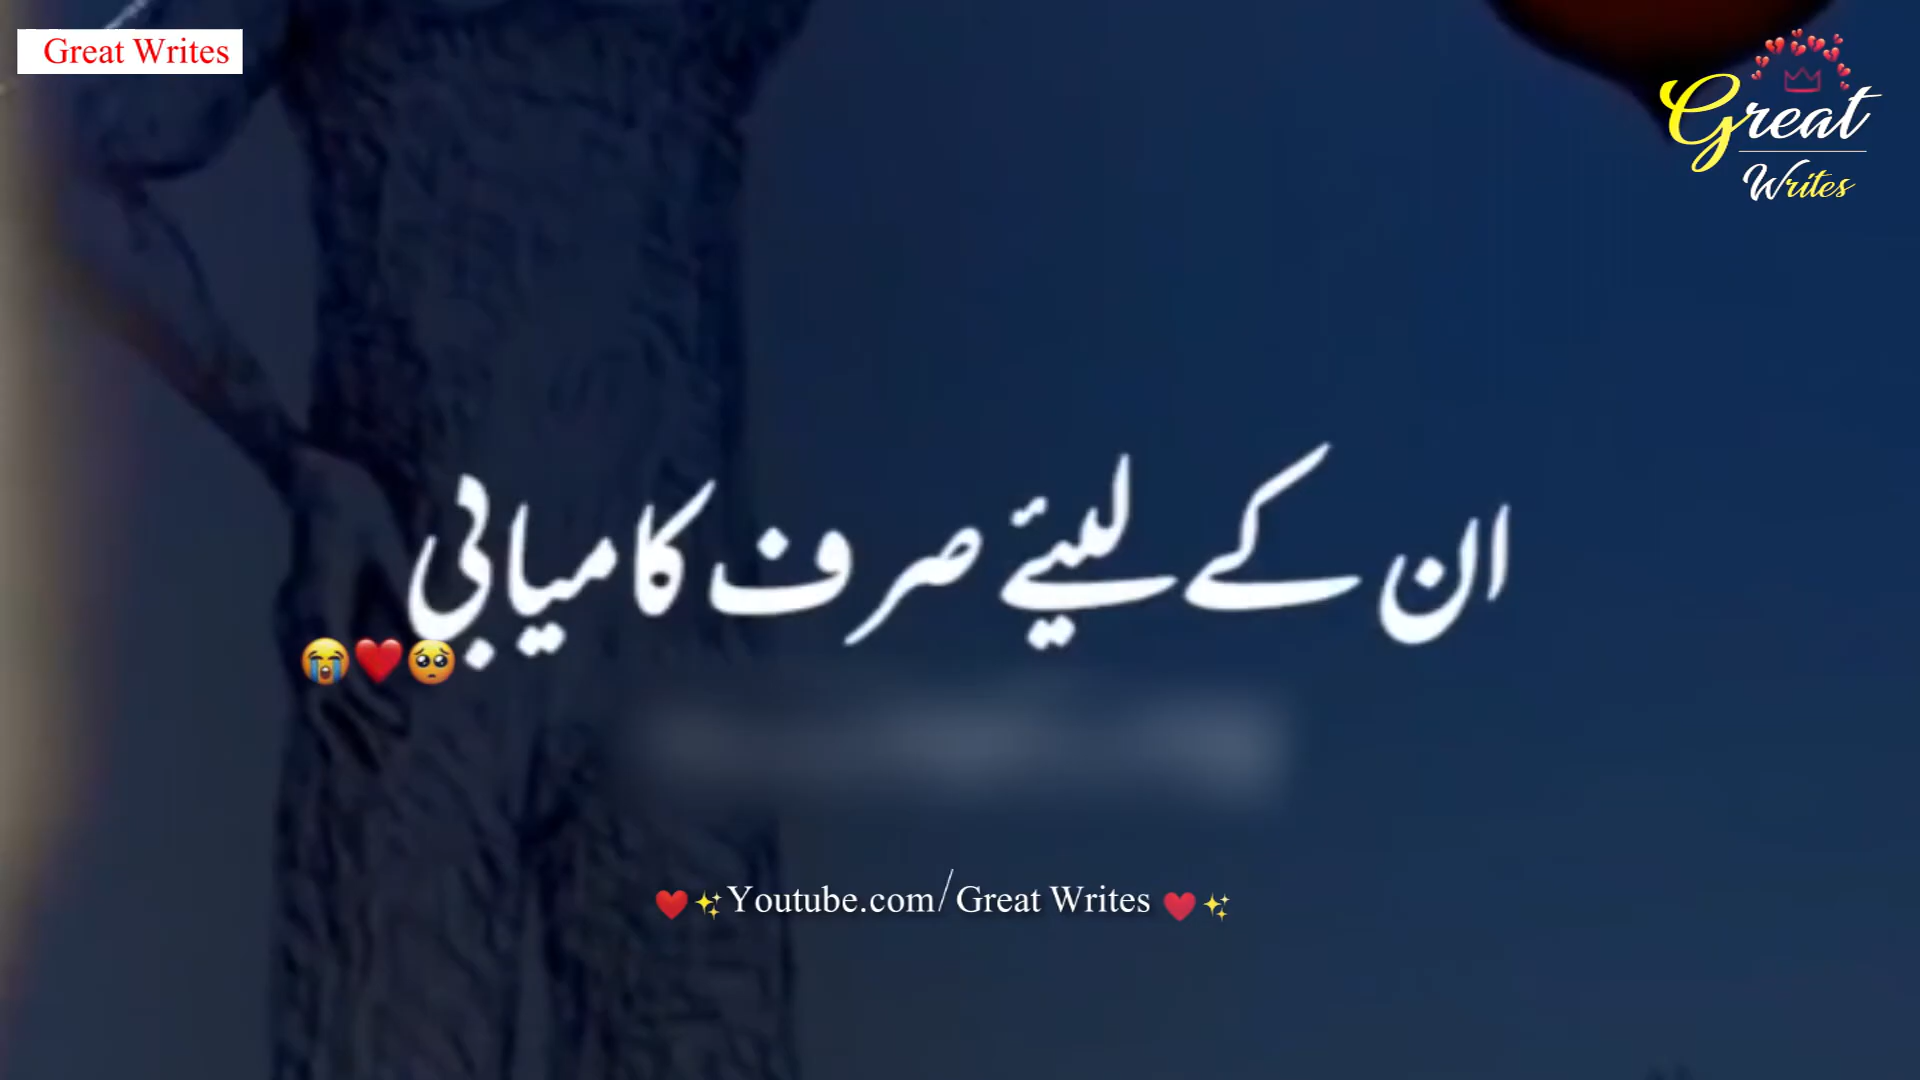 Great Writes
Great
Writes
ان کے لیئے صرف کامیابی
😭❤️🥺
❤️✨Youtube.com/Great Writes ❤️✨